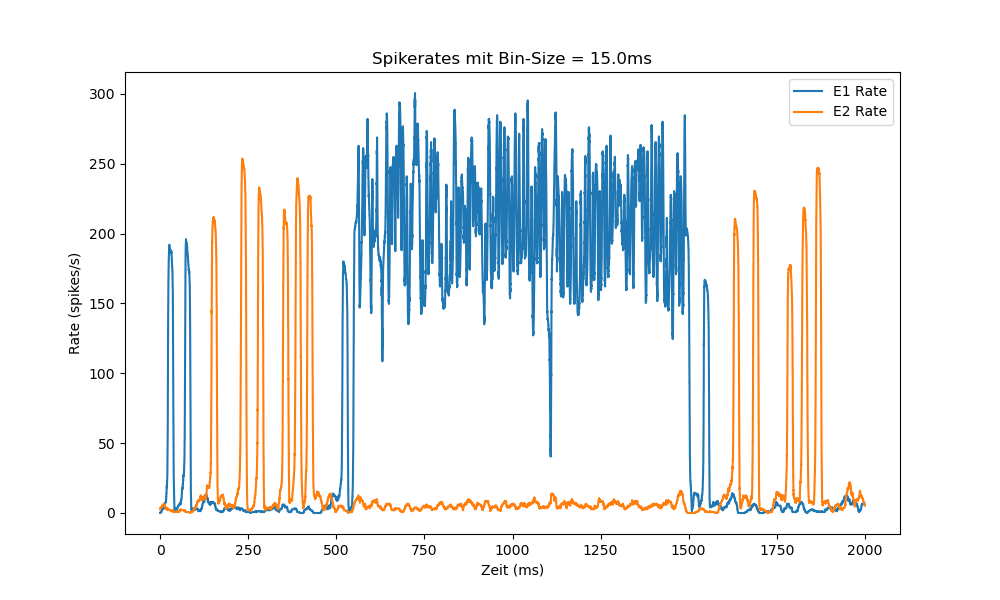 Spikerates mit Bin-Size = 15.0ms
E1 Rate
E2 Rate
300
250
200
150
100
50
0
Rate (spikes/s)
0 250 500 750 1000 1250 1500 1750 2000
Zeit (ms)